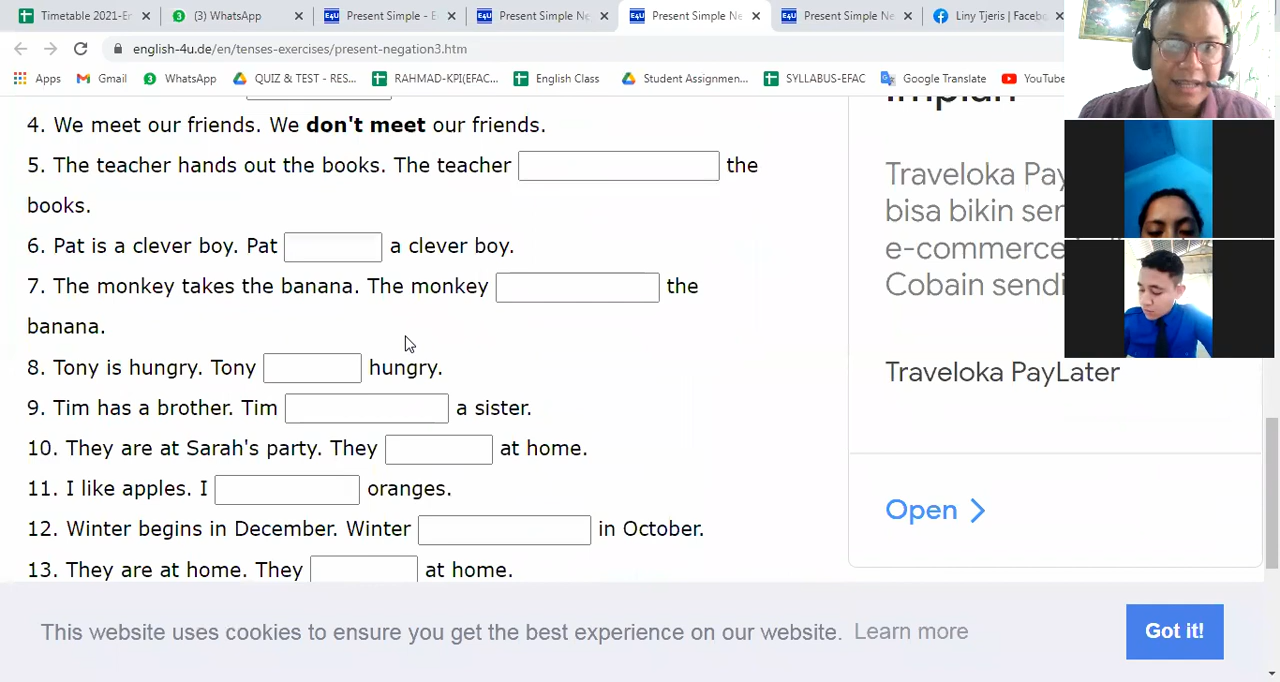 Timetable 2021-En
(3) WhatsApp
Present Simple - E
Present Simple Ne
Present Simple Ne
Present Simple Ne
Liny Tjeris | Faceb
english-4u.de/en/tenses-exercises/present-negation3.htm
Apps
Gmail
WhatsApp
QUIZ & TEST - RES...
RAHMAD-KPI(EFAC...
English Class
Student Assignmen...
SYLLABUS-EFAC
Google Translate
YouTube
4. We meet our friends. We don't meet our friends.
5. The teacher hands out the books. The teacher the
books.
6. Pat is a clever boy. Pat a clever boy.
7. The monkey takes the banana. The monkey the
banana.
8. Tony is hungry. Tony hungry.
9. Tim has a brother. Tim a sister.
10. They are at Sarah's party. They at home.
11. I like apples. I oranges.
12. Winter begins in December. Winter in October.
13. They are at home. They at home.
Traveloka Pay
bisa bikin ser
e-commerce
Cobain sendi
Traveloka PayLater
Open
This website uses cookies to ensure you get the best experience on our website. Learn more
Got it!